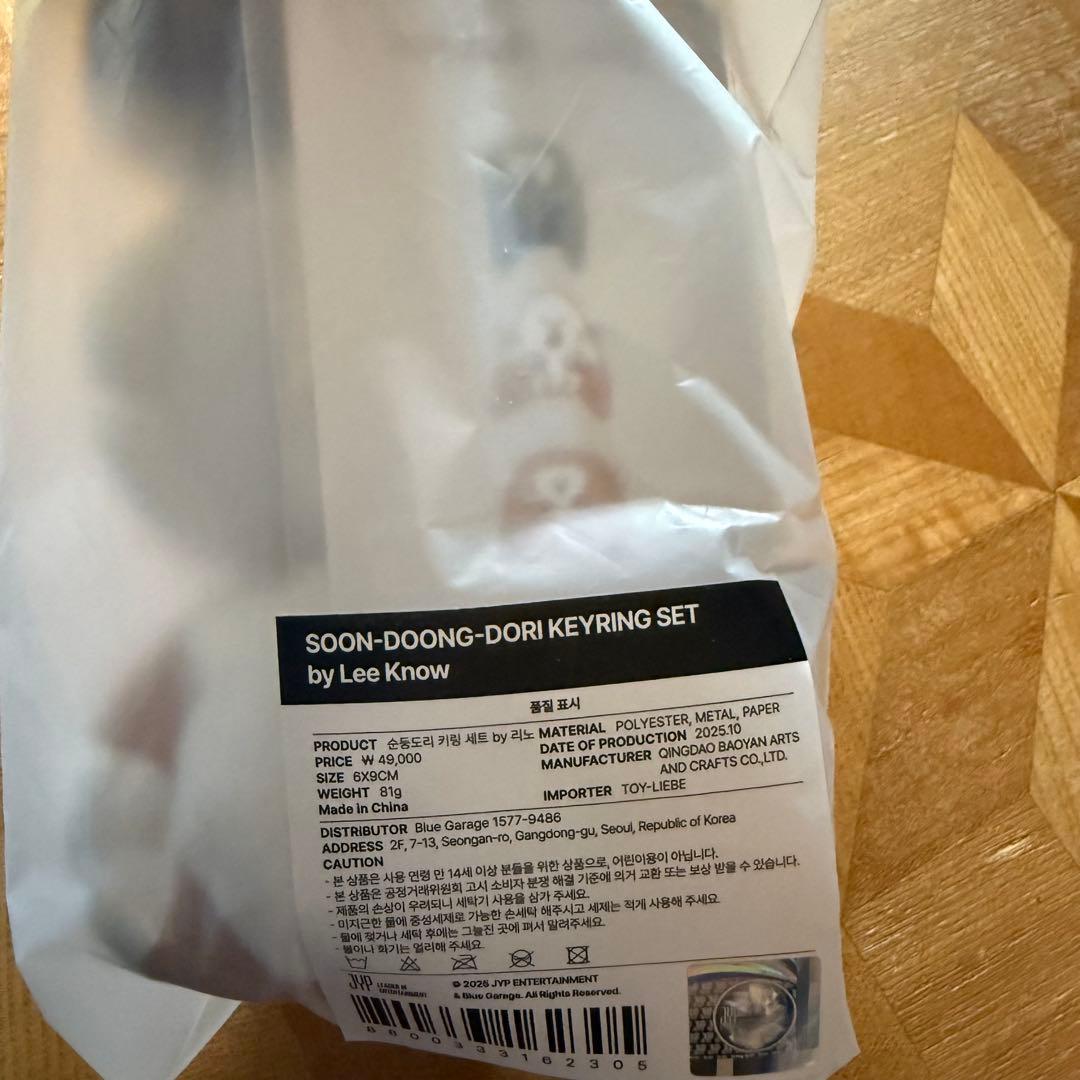 SOON-DOONG-DORI KEYRING SET
by Lee Know
품질 표시
PRODUCT 순둥도리 키링 세트 by 리노
PRICE ₩ 49,000
SIZE 6X9CM
WEIGHT 81g
Made in China
MATERIAL POLYESTER, METAL, PAPER
DATE OF PRODUCTION 2025.10
MANUFACTURER QINGDAO BAOYAN ARTS
AND CRAFTS CO.,LTD.
IMPORTER TOY-LIEBE
DISTRIBUTOR Blue Garage 1577-9486
ADDRESS 2F, 7-13, Seongan-ro, Gangdong-gu, Seoul, Republic of Korea
CAUTION
- 본 상품은 사용 연령 만 14세 이상 분들을 위한 상품으로, 어린이용이 아닙니다.
- 본 상품은 공정거래위원회 고시 소비자 분쟁 해결 기준에 의거 교환 또는 보상 받을 수 있습니다.
- 제품의 손상이 우려되니 세탁기 사용을 삼가 주세요.
- 미지근한 물에 중성세제로 가능한 손세탁 해주시고 세제는 적게 사용해 주세요.
- 물에 젖거나 세탁 후에는 그늘진 곳에 펴서 말려주세요.
- 불이나 화기는 멀리해 주세요.
JYP LEADER IN
ENTERTAINMENT
© 2025 JYP ENTERTAINMENT
& Blue Garage. All Rights Reserved.
8800333162305
JYP